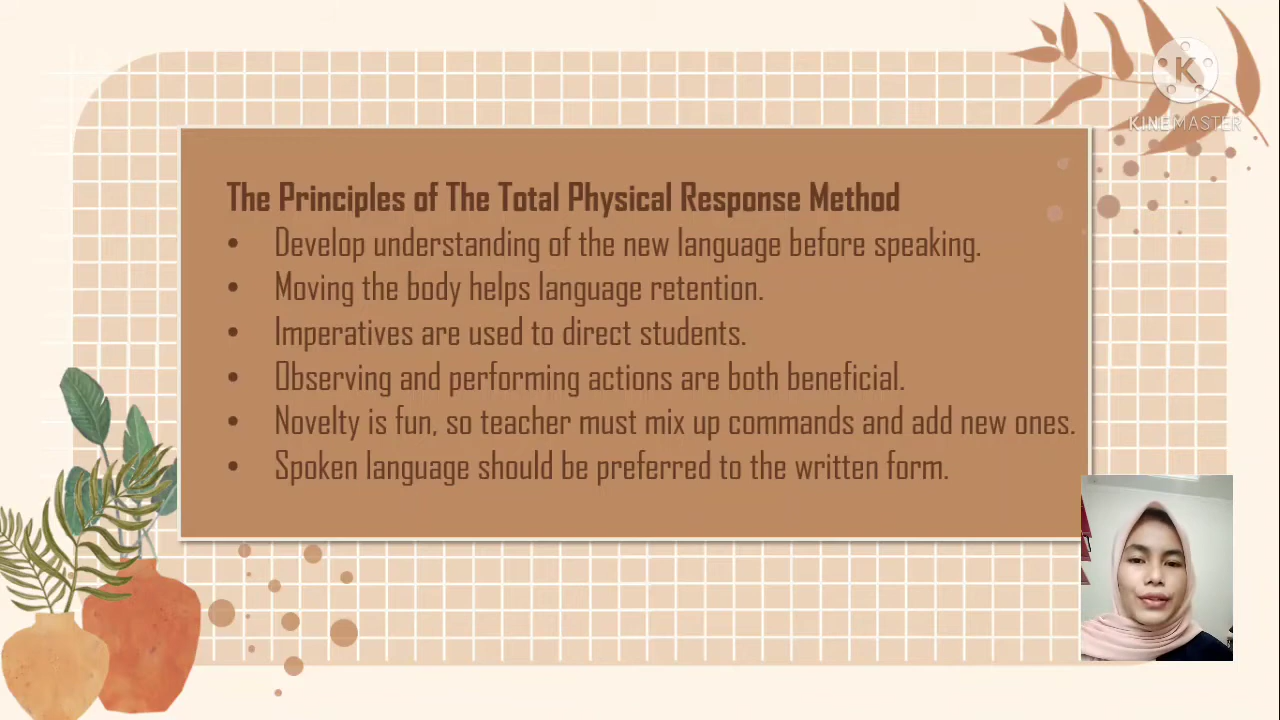 K
KINEMASTER
The Principles of The Total Physical Response Method
• Develop understanding of the new language before speaking.
• Moving the body helps language retention.
• Imperatives are used to direct students.
• Observing and performing actions are both beneficial.
• Novelty is fun, so teacher must mix up commands and add new ones.
• Spoken language should be preferred to the written form.